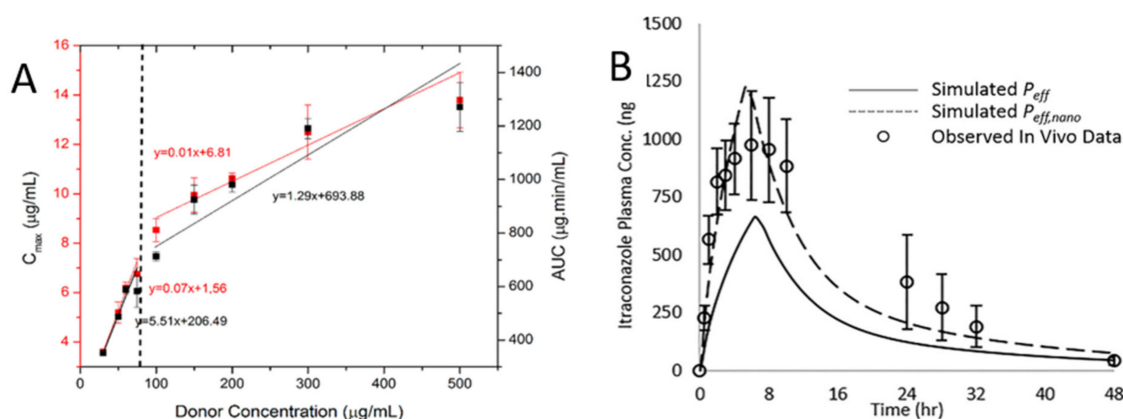 A
16
14
12
10
8
6
4
C_max (µg/mL)
y=0.01x+6.81
y=1.29x+693.88
y=0.07x+1,56
y=5.51x+206.49
1400
1200
1000
800
600
400
AUC (µg.min/mL)
0 100 200 300 400 500
Donor Concentration (µg/mL)
B
1500
1250
1000
750
500
250
0
Itraconazole Plasma Conc. (ng
Simulated P_eff
Simulated P_eff,nano
Observed In Vivo Data
0 8 16 24 32 40 48
Time (hr)